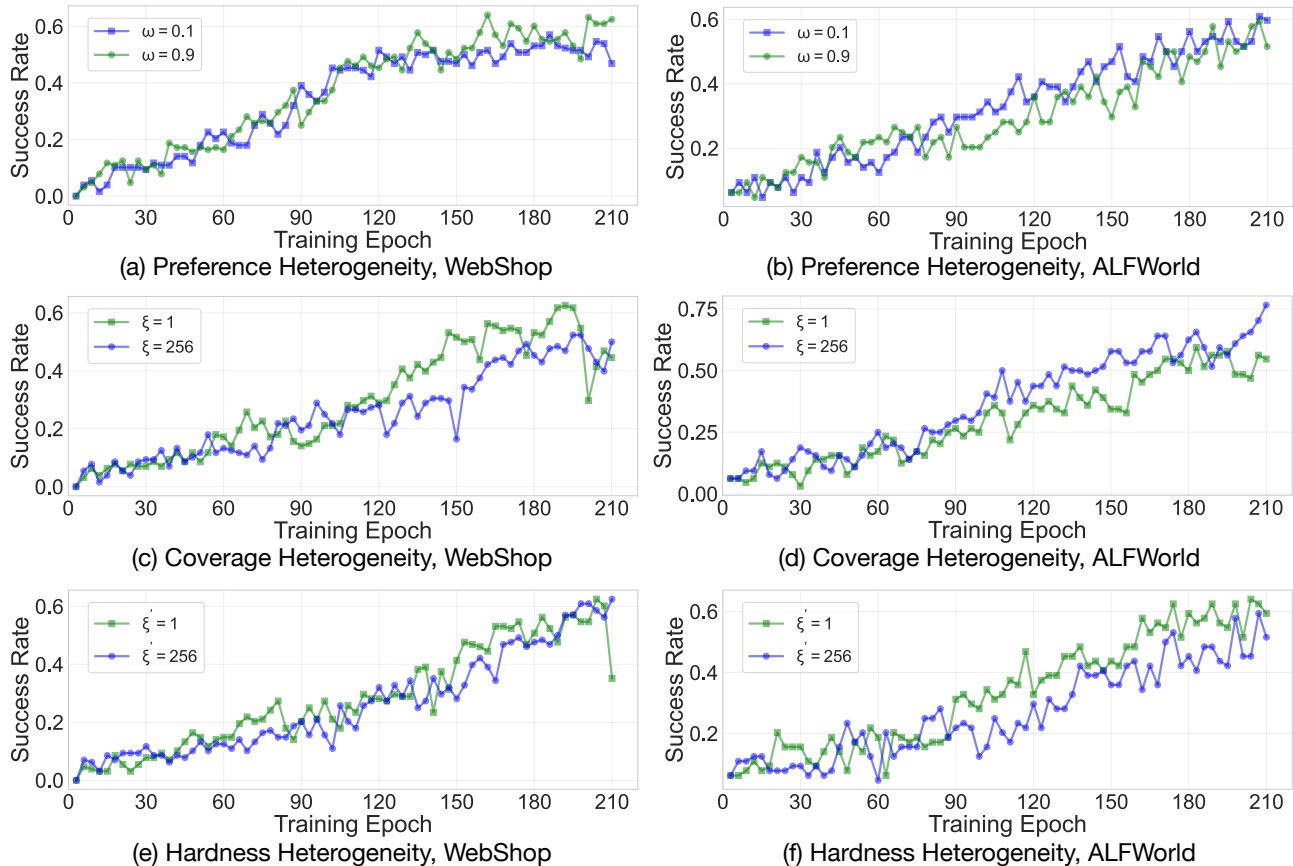 ω = 0.1
ω = 0.9
Success Rate
0.6
0.4
0.2
0.0
0 30 60 90 120 150 180 210
Training Epoch
(a) Preference Heterogeneity, WebShop
ω = 0.1
ω = 0.9
Success Rate
0.6
0.4
0.2
0 30 60 90 120 150 180 210
Training Epoch
(b) Preference Heterogeneity, ALFWorld
ξ = 1
ξ = 256
Success Rate
0.6
0.4
0.2
0.0
0 30 60 90 120 150 180 210
Training Epoch
(c) Coverage Heterogeneity, WebShop
ξ = 1
ξ = 256
Success Rate
0.75
0.50
0.25
0.00
0 30 60 90 120 150 180 210
Training Epoch
(d) Coverage Heterogeneity, ALFWorld
ξ′ = 1
ξ′ = 256
Success Rate
0.6
0.4
0.2
0.0
0 30 60 90 120 150 180 210
Training Epoch
(e) Hardness Heterogeneity, WebShop
ξ′ = 1
ξ′ = 256
Success Rate
0.6
0.4
0.2
0 30 60 90 120 150 180 210
Training Epoch
(f) Hardness Heterogeneity, ALFWorld